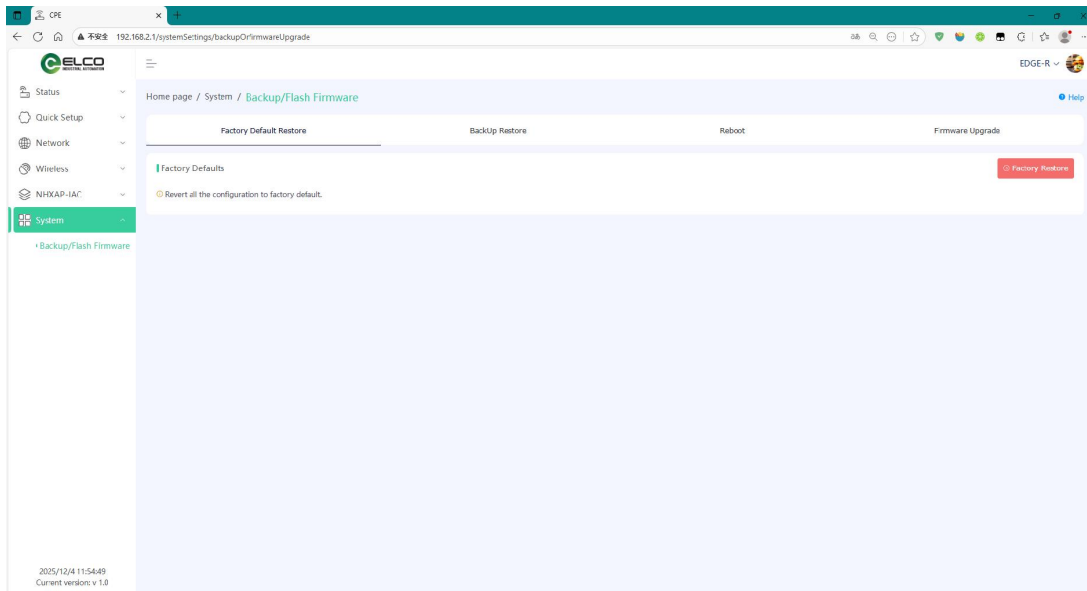 CPE
不安全 192.168.2.1/systemSettings/backupOrfirmwareUpgrade
ELCO
INDUSTRIAL AUTOMATION
EDGE-R
Status
Home page / System / Backup/Flash Firmware
Help
Quick Setup
Factory Default Restore
BackUp Restore
Reboot
Firmware Upgrade
Network
Wireless
Factory Defaults
Factory Restore
NHXAP-IAC
Revert all the configuration to factory default.
System
Backup/Flash Firmware
2025/12/4 11:54:49
Current version: v 1.0